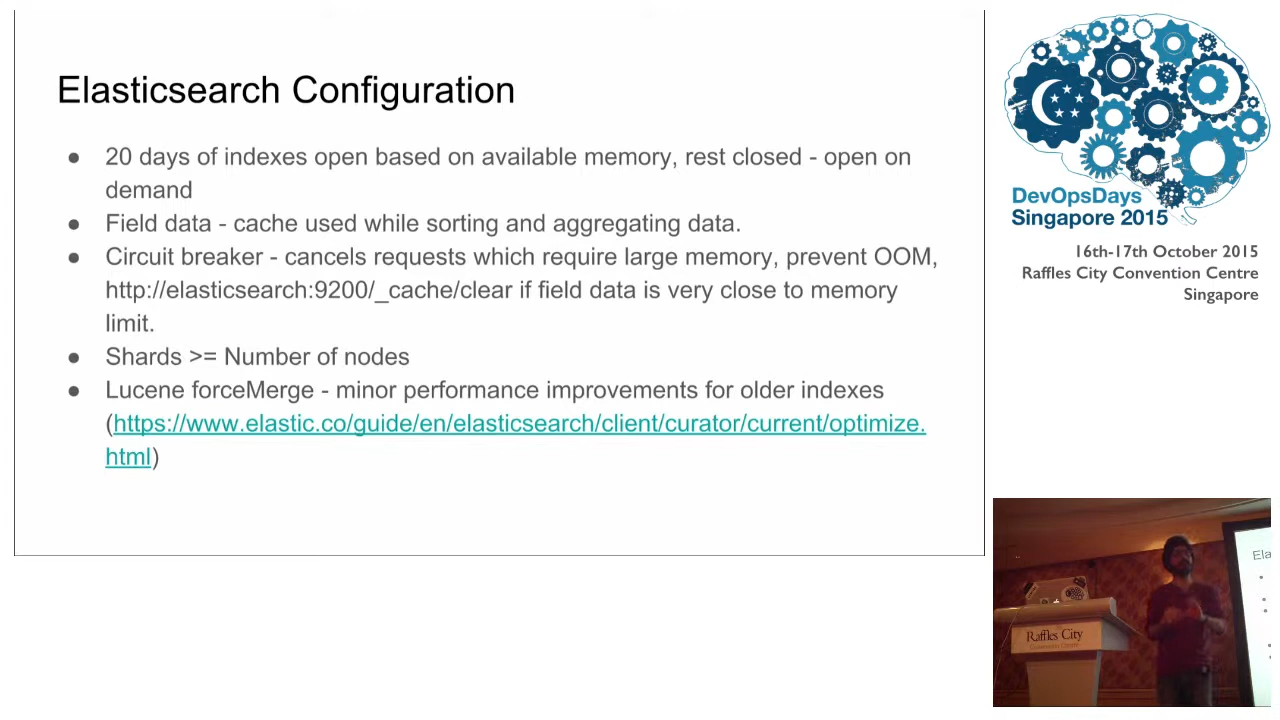 Elasticsearch Configuration
● 20 days of indexes open based on available memory, rest closed - open on
demand
● Field data - cache used while sorting and aggregating data.
● Circuit breaker - cancels requests which require large memory, prevent OOM,
http://elasticsearch:9200/_cache/clear if field data is very close to memory
limit.
● Shards >= Number of nodes
● Lucene forceMerge - minor performance improvements for older indexes
(https://www.elastic.co/guide/en/elasticsearch/client/curator/current/optimize.
html)
DevOpsDays
Singapore 2015
16th-17th October 2015
Raffles City Convention Centre
Singapore
Raffles City
Ela